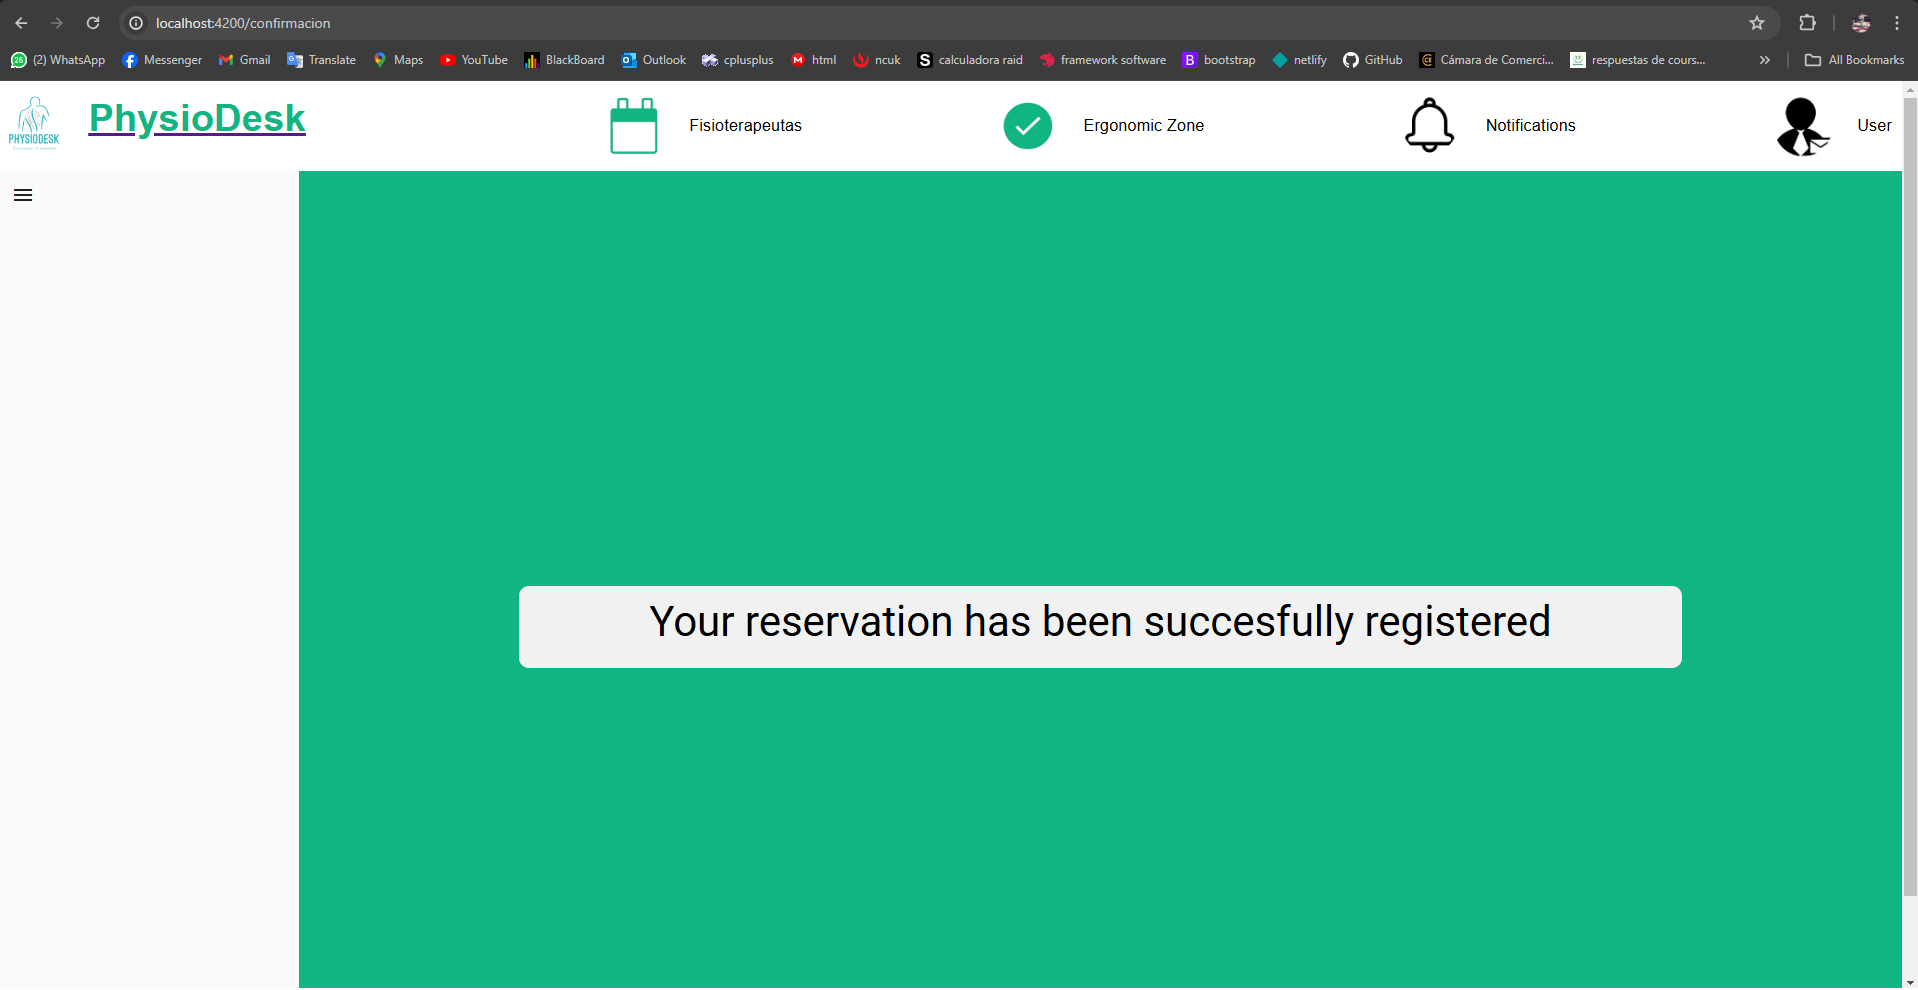 localhost:4200/confirmacion
(2) WhatsApp Messenger Gmail Translate Maps YouTube BlackBoard Outlook cplusplus html ncuk calculadora raid framework software bootstrap netlify GitHub Cámara de Comerci... respuestas de cours... » All Bookmarks
PHYSIODESK PhysioDesk Fisioterapeutas Ergonomic Zone Notifications User
Your reservation has been succesfully registered